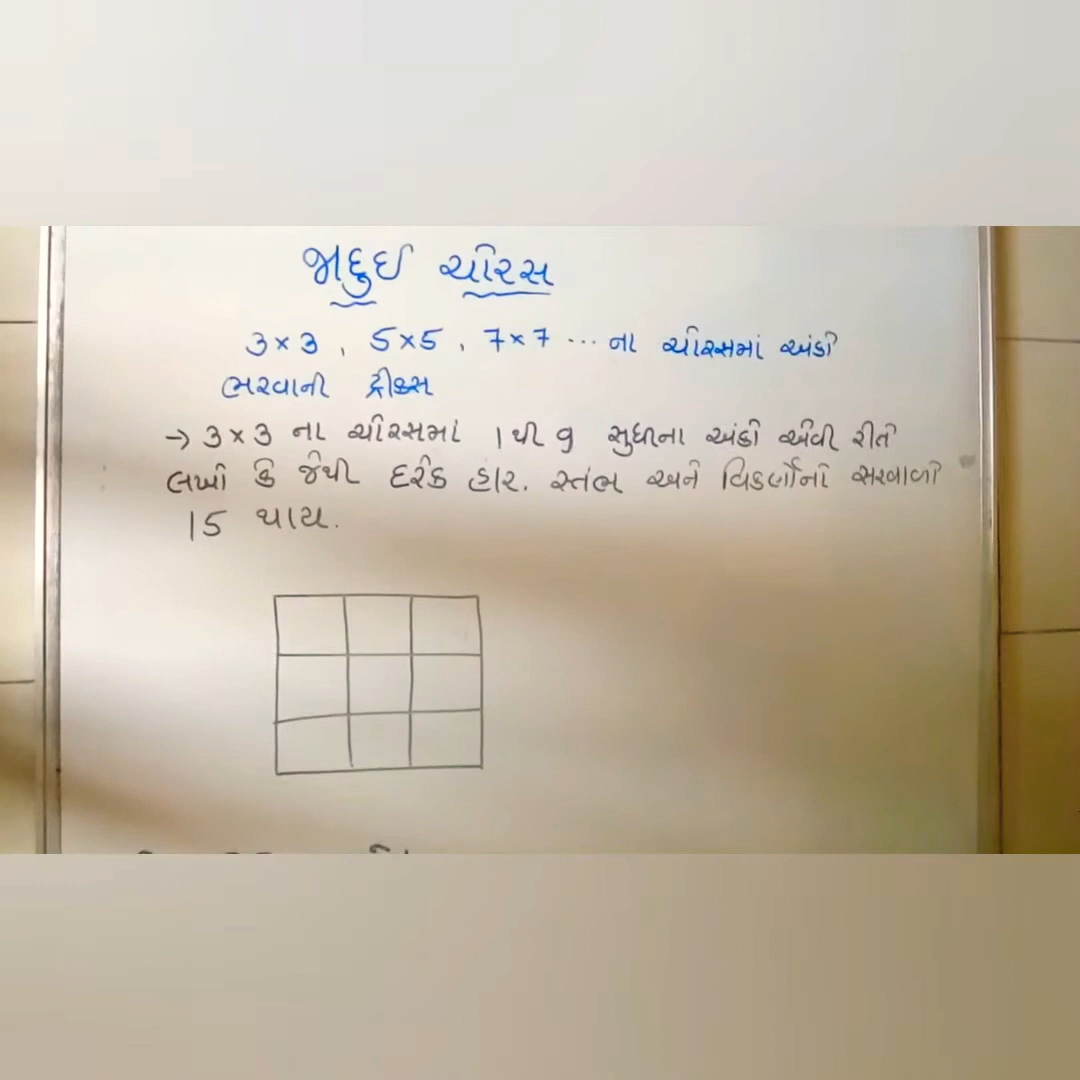 જાદુઈ ચોરસ
3×3, 5×5, 7×7 ... ના ચોરસમાં અંકો
ભરવાની ટ્રીક્સ
→ 3×3 ના ચોરસમાં 1 થી 9 સુધીના અંકો એવી રીતે
લખો કે જેથી દરેક હાર. સ્તંભ અને વિકર્ણોનો સરવાળો
15 થાય.